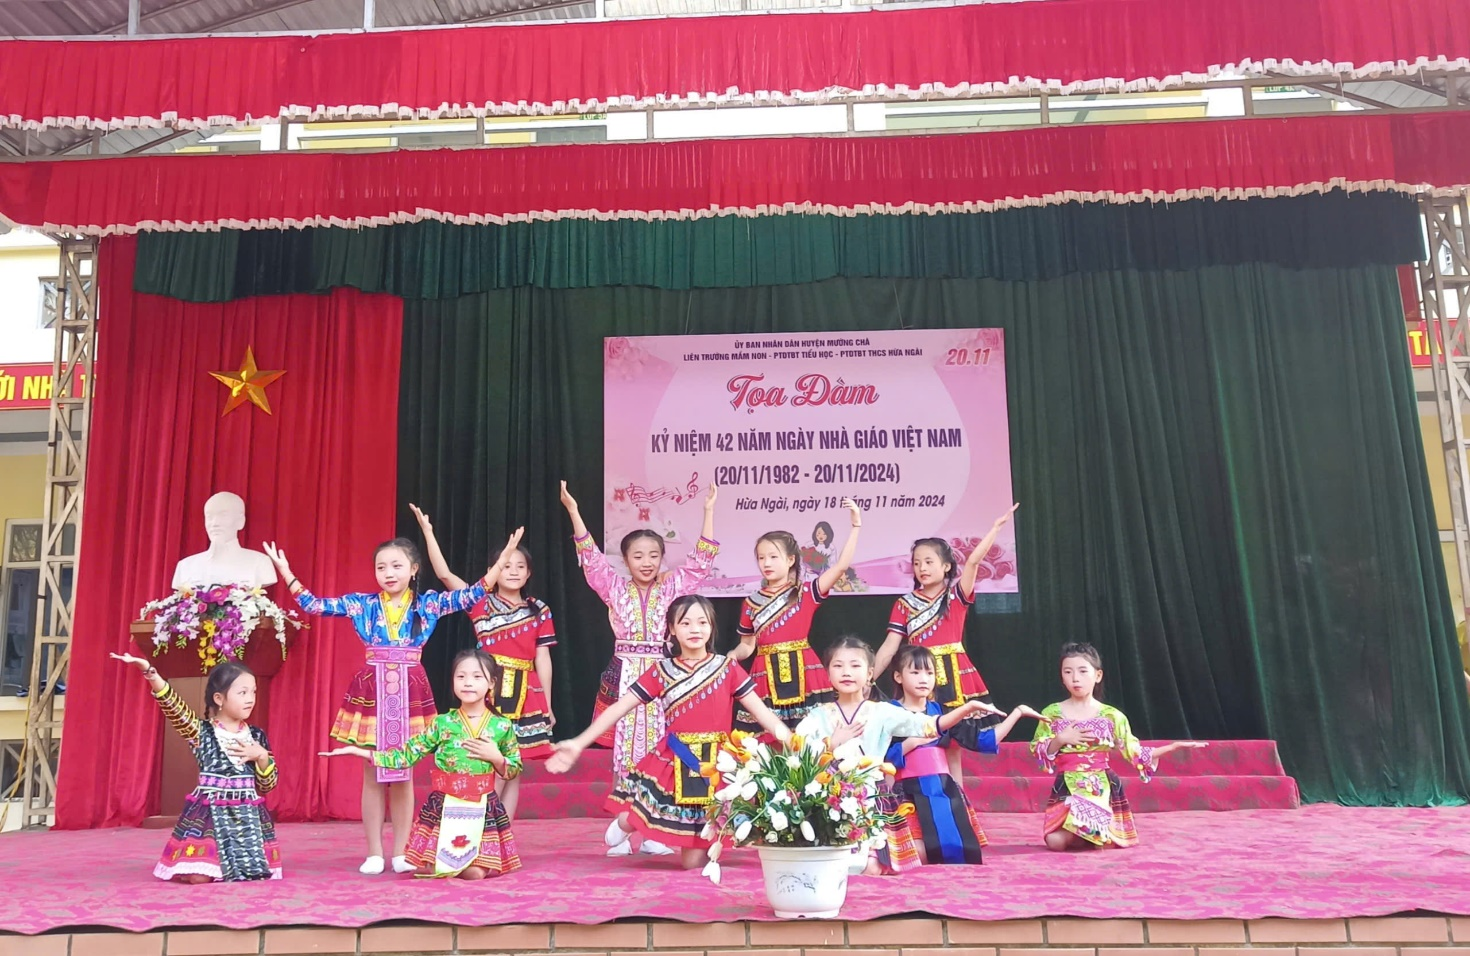 ỦY BAN NHÂN DÂN HUYỆN MƯỜNG CHÀ
LIÊN TRƯỜNG MẦM NON - PTDTBT TIỂU HỌC - PTDTBT THCS HỪA NGÀI
20.11
Tọa Đàm
KỶ NIỆM 42 NĂM NGÀY NHÀ GIÁO VIỆT NAM
(20/11/1982 - 20/11/2024)
Hừa Ngài, ngày 18 tháng 11 năm 2024